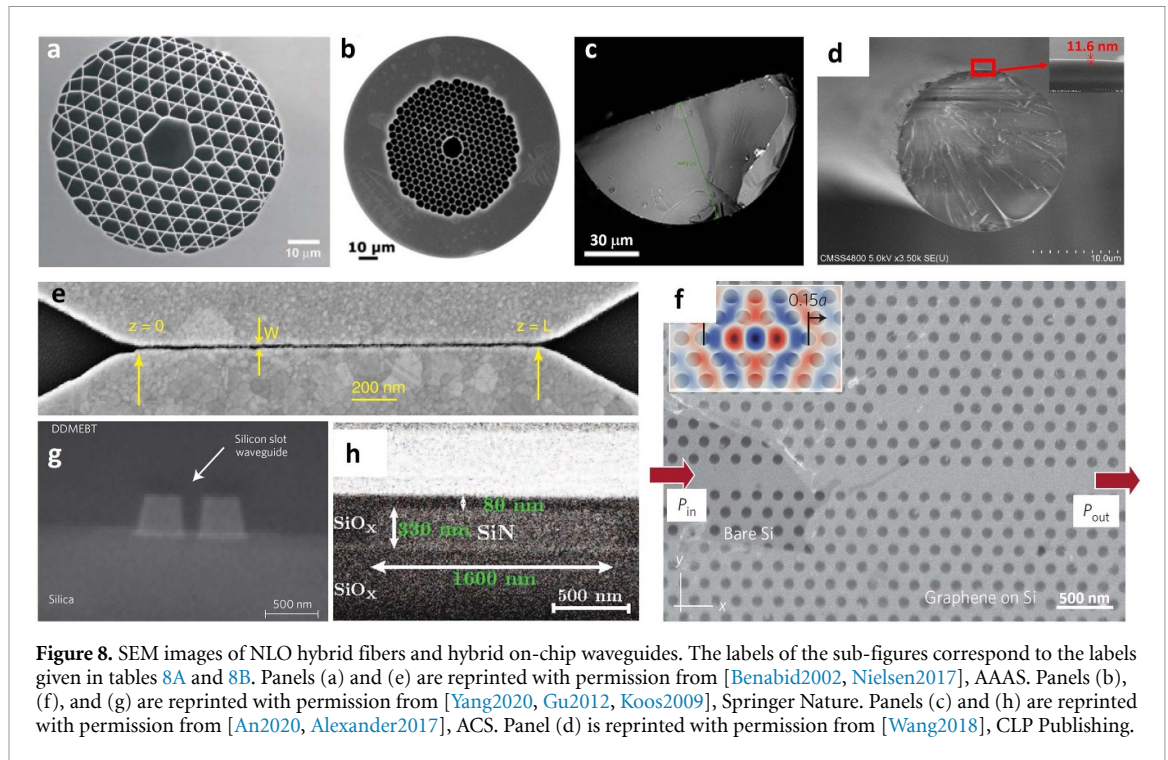 a
10 μm
b
10 μm
c
30 μm
d
11.6 nm
CMSS4800 5.0kV x3.50k SE(U)
10.0um
e
z = 0
W
z = L
200 nm
f
0.15a
P_in
P_out
Bare Si
y
x
Graphene on Si
500 nm
g
DDMEBT
Silicon slot
waveguide
Silica
500 nm
h
80 nm
SiO_x
330 nm
SiN
1600 nm
SiO_x
500 nm
Figure 8. SEM images of NLO hybrid fibers and hybrid on-chip waveguides. The labels of the sub-figures correspond to the labels
given in tables 8A and 8B. Panels (a) and (e) are reprinted with permission from [Benabid2002, Nielsen2017], AAAS. Panels (b),
(f), and (g) are reprinted with permission from [Yang2020, Gu2012, Koos2009], Springer Nature. Panels (c) and (h) are reprinted
with permission from [An2020, Alexander2017], ACS. Panel (d) is reprinted with permission from [Wang2018], CLP Publishing.